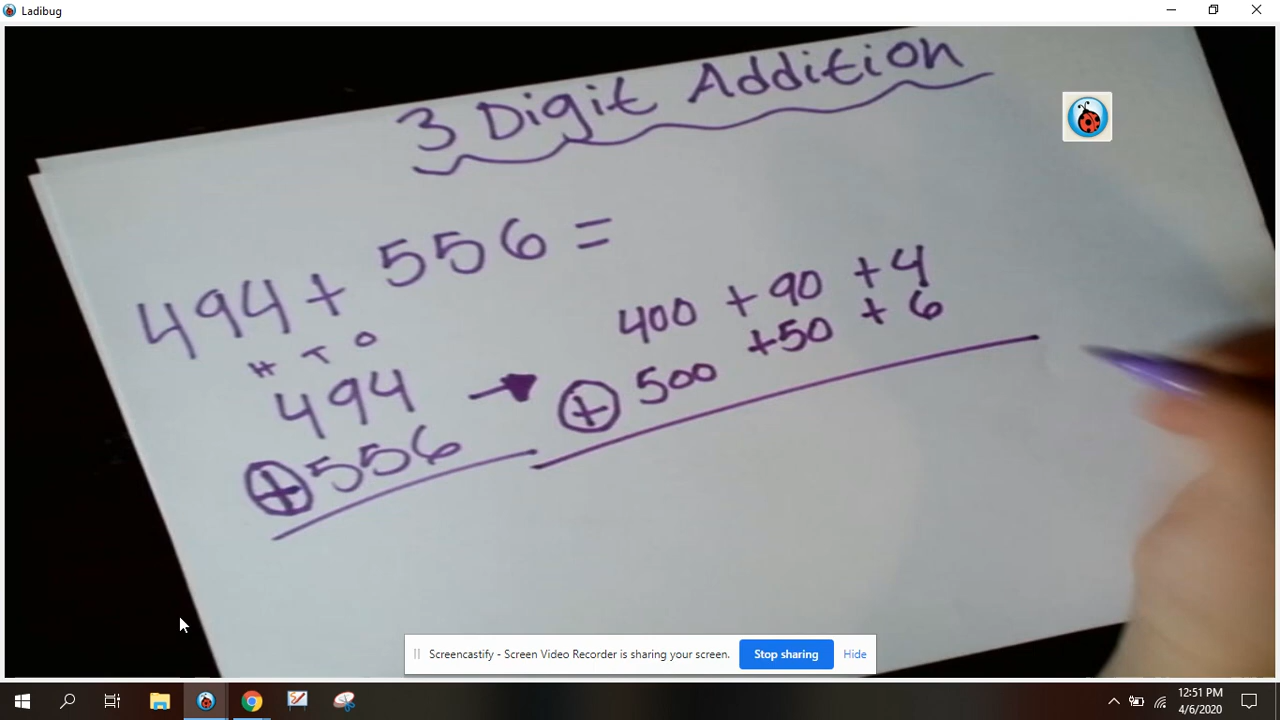 Ladibug
3 Digit Addition
494 + 556 =
H T O
494
+ 556
400 + 90 + 4
+ 500 + 50 + 6
Screencastify - Screen Video Recorder is sharing your screen. Stop sharing Hide
12:51 PM
4/6/2020